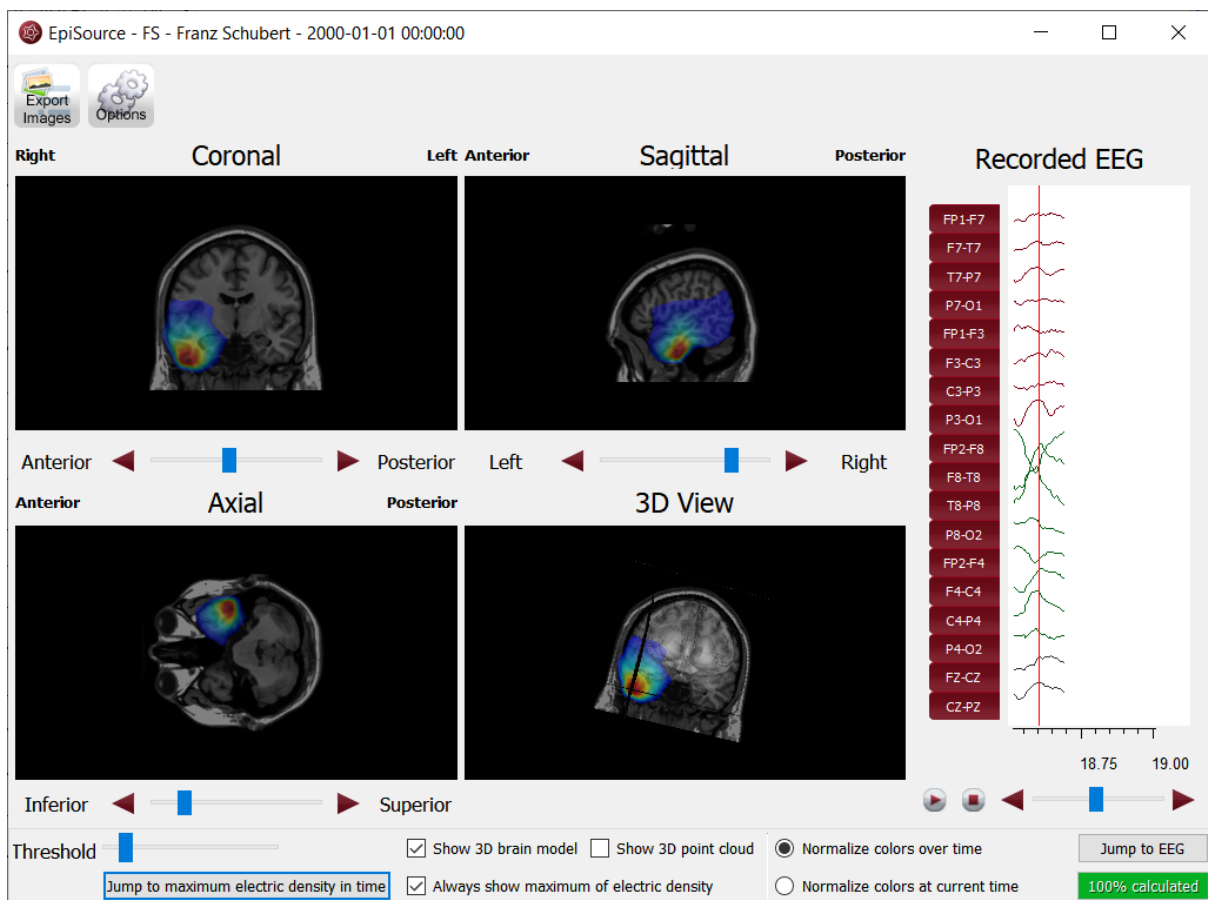 EpiSource - FS - Franz Schubert - 2000-01-01 00:00:00
Export
Images
Options
Right Coronal Left
Anterior Sagittal Posterior
Recorded EEG
FP1-F7
F7-T7
T7-P7
P7-O1
FP1-F3
F3-C3
C3-P3
P3-O1
FP2-F8
F8-T8
T8-P8
P8-O2
FP2-F4
F4-C4
C4-P4
P4-O2
FZ-CZ
CZ-PZ
18.75 19.00
Anterior Posterior
Left Right
Anterior Axial Posterior
3D View
Inferior Superior
Threshold
Jump to maximum electric density in time
Show 3D brain model
Show 3D point cloud
Always show maximum of electric density
Normalize colors over time
Normalize colors at current time
Jump to EEG
100% calculated